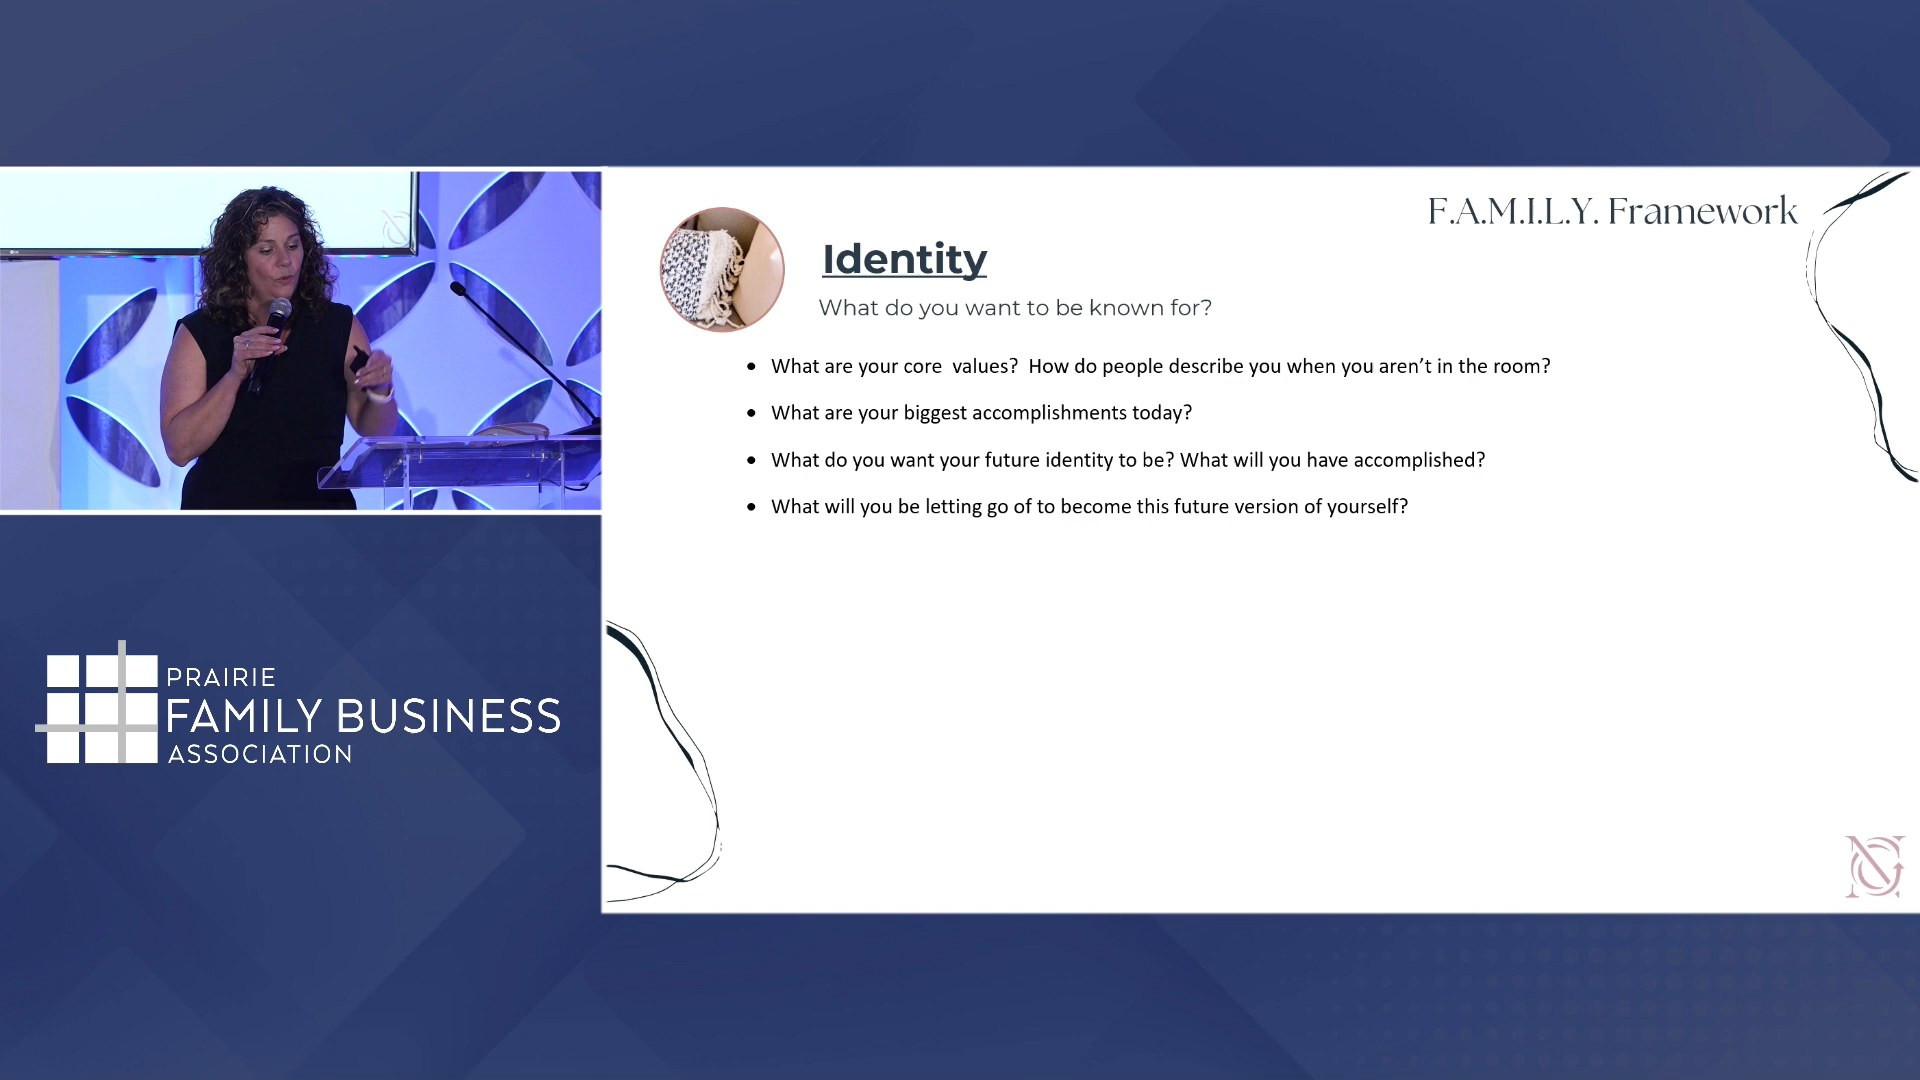 F.A.M.I.L.Y. Framework
Identity
What do you want to be known for?
• What are your core  values?  How do people describe you when you aren’t in the room?
• What are your biggest accomplishments today?
• What do you want your future identity to be? What will you have accomplished?
• What will you be letting go of to become this future version of yourself?
PRAIRIE
FAMILY BUSINESS
ASSOCIATION